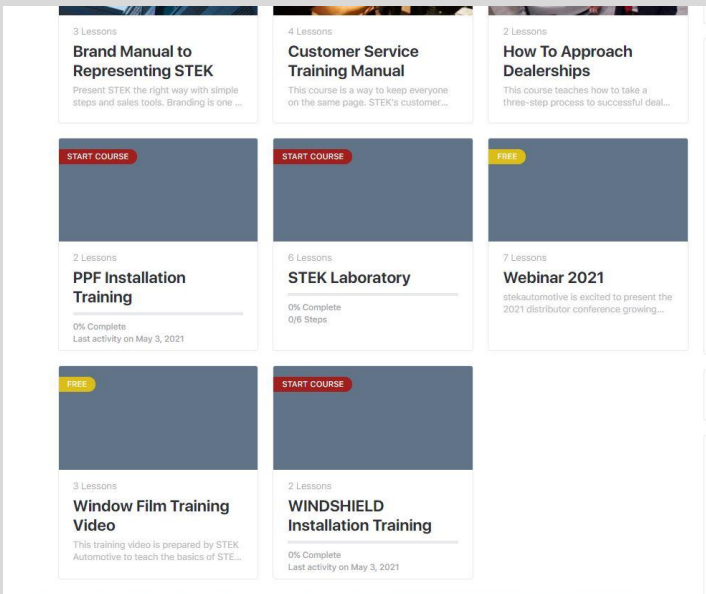 3 Lessons
Brand Manual to
Representing STEK
Present STEK the right way with simple
steps and sales tools. Branding is one ...
4 Lessons
Customer Service
Training Manual
This course is a way to keep everyone
on the same page. STEK's customer...
2 Lessons
How To Approach
Dealerships
This course teaches how to take a
three-step process to successful deal...
START COURSE
2 Lessons
PPF Installation
Training
0% Complete
Last activity on May 3, 2021
START COURSE
6 Lessons
STEK Laboratory
0% Complete
0/6 Steps
FREE
7 Lessons
Webinar 2021
stekautomotive is excited to present the
2021 distributor conference growing...
FREE
3 Lessons
Window Film Training
Video
This training video is prepared by STEK
Automotive to teach the basics of STE...
START COURSE
2 Lessons
WINDSHIELD
Installation Training
0% Complete
Last activity on May 3, 2021